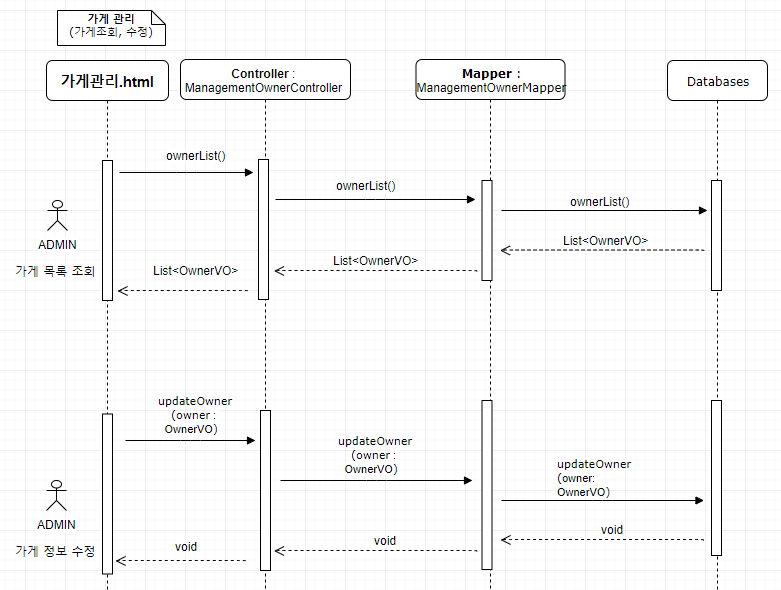 가게 관리
(가게조회, 수정)
가게관리.html
Controller :
ManagementOwnerController
Mapper :
ManagementOwnerMapper
Databases
ownerList()
ownerList()
ownerList()
ADMIN
가게 목록 조회
List<OwnerVO>
List<OwnerVO>
List<OwnerVO>
updateOwner
(owner :
OwnerVO)
updateOwner
(owner :
OwnerVO)
updateOwner
(owner:
OwnerVO)
ADMIN
가게 정보 수정
void
void
void